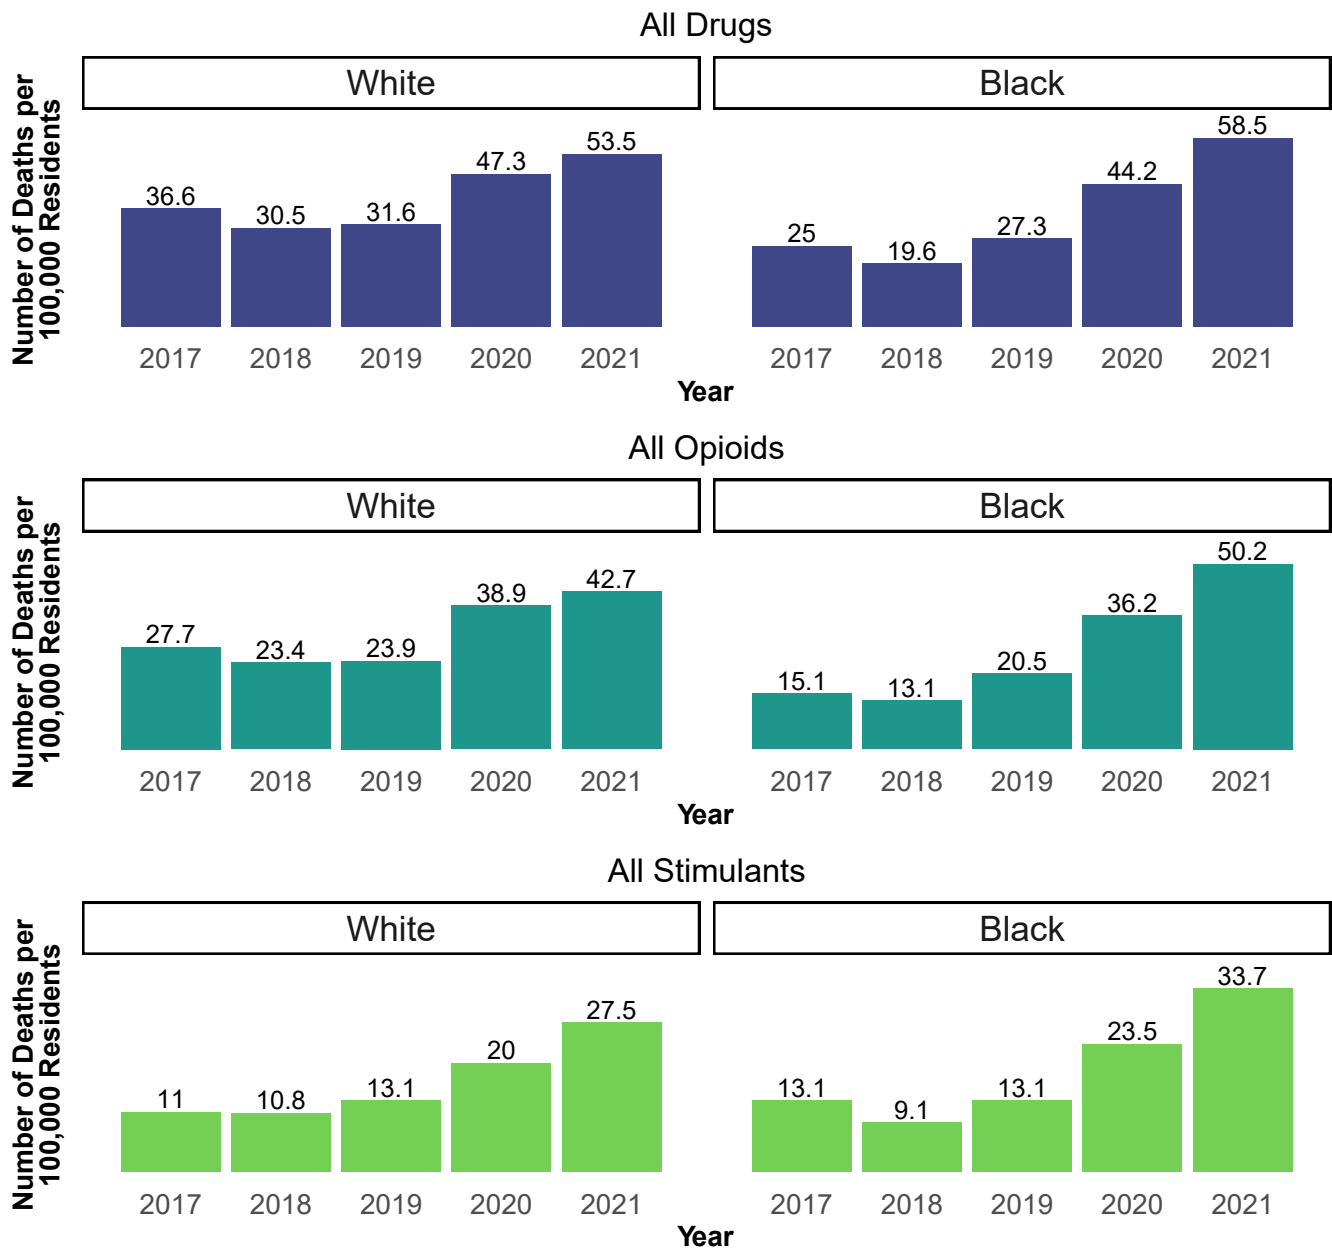 All Drugs
White
Black
Number of Deaths per
100,000 Residents
36.6
30.5
31.6
47.3
53.5
25
19.6
27.3
44.2
58.5
2017 2018 2019 2020 2021
2017 2018 2019 2020 2021
Year
All Opioids
White
Black
Number of Deaths per
100,000 Residents
27.7
23.4
23.9
38.9
42.7
15.1
13.1
20.5
36.2
50.2
2017 2018 2019 2020 2021
2017 2018 2019 2020 2021
Year
All Stimulants
White
Black
Number of Deaths per
100,000 Residents
11
10.8
13.1
20
27.5
13.1
9.1
13.1
23.5
33.7
2017 2018 2019 2020 2021
2017 2018 2019 2020 2021
Year